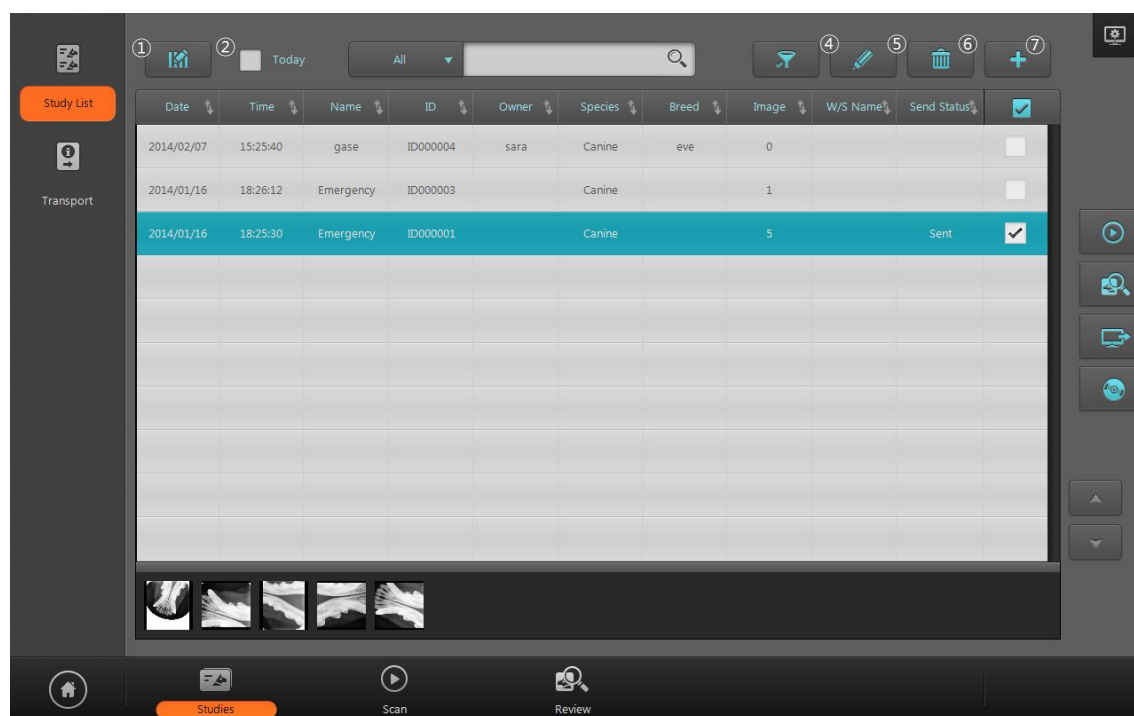 ① ② Today All ④ ⑤ ⑥ ⑦
Study List
Date Time Name ID Owner Species Breed Image W/S Name Send Status
2014/02/07 15:25:40 gase ID000004 sara Canine eve 0
2014/01/16 18:26:12 Emergency ID000003 Canine 1
Transport
2014/01/16 18:25:30 Emergency ID000001 Canine 5 Sent
Studies Scan Review